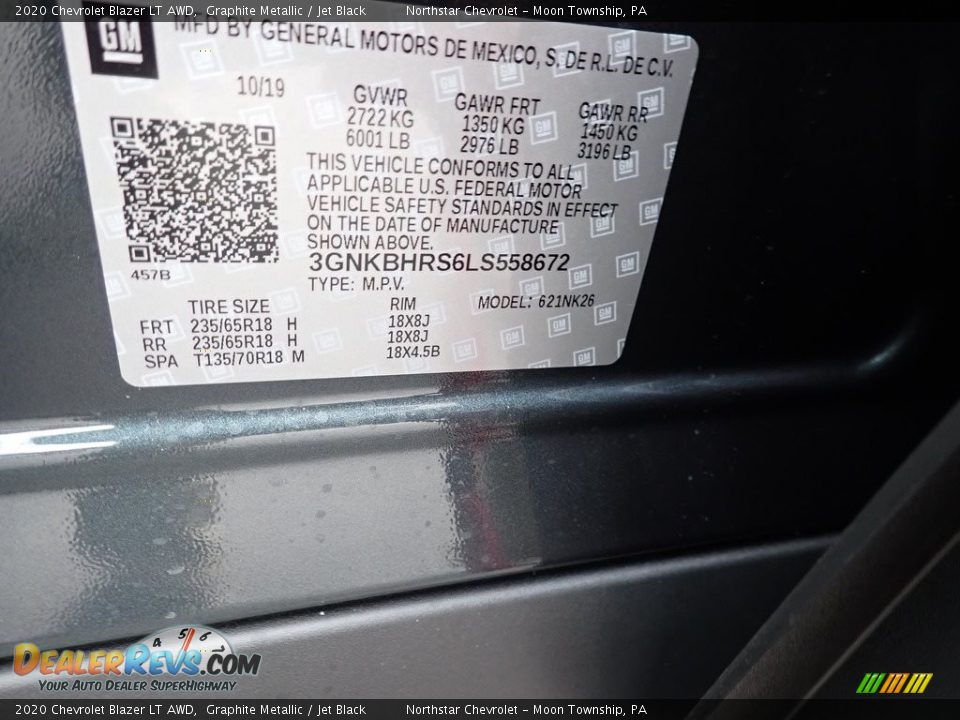 2020 Chevrolet Blazer LT AWD, Graphite Metallic / Jet Black Northstar Chevrolet - Moon Township, PA
GM
MFD BY GENERAL MOTORS DE MEXICO, S. DE R.L. DE C.V.
10/19
GVWR GAWR FRT GAWR RR
2722 KG 1350 KG 1450 KG
6001 LB 2976 LB 3196 LB
THIS VEHICLE CONFORMS TO ALL
APPLICABLE U.S. FEDERAL MOTOR
VEHICLE SAFETY STANDARDS IN EFFECT
ON THE DATE OF MANUFACTURE
SHOWN ABOVE.
457B
3GNKBHRS6LS558672
TYPE: M.P.V. MODEL: 621NK26
TIRE SIZE RIM
FRT 235/65R18 H 18X8J
RR 235/65R18 H 18X8J
SPA T135/70R18 M 18X4.5B
4 5 6
DealerRevs.com
Your Auto Dealer SuperHighway
2020 Chevrolet Blazer LT AWD, Graphite Metallic / Jet Black Northstar Chevrolet - Moon Township, PA